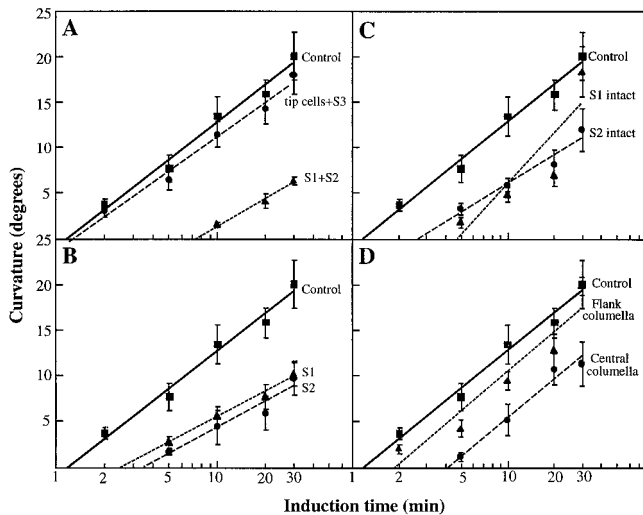 A
20
15
10
5
25
Control
tip cells+S3
S1+S2
C
Control
S1 intact
S2 intact
Curvature (degrees)
B
20
15
10
5
0
Control
S1
S2
1 2 5 10 20 30
D
Control
Flank
columella
Central
columella
1 2 5 10 20 30
Induction time (min)